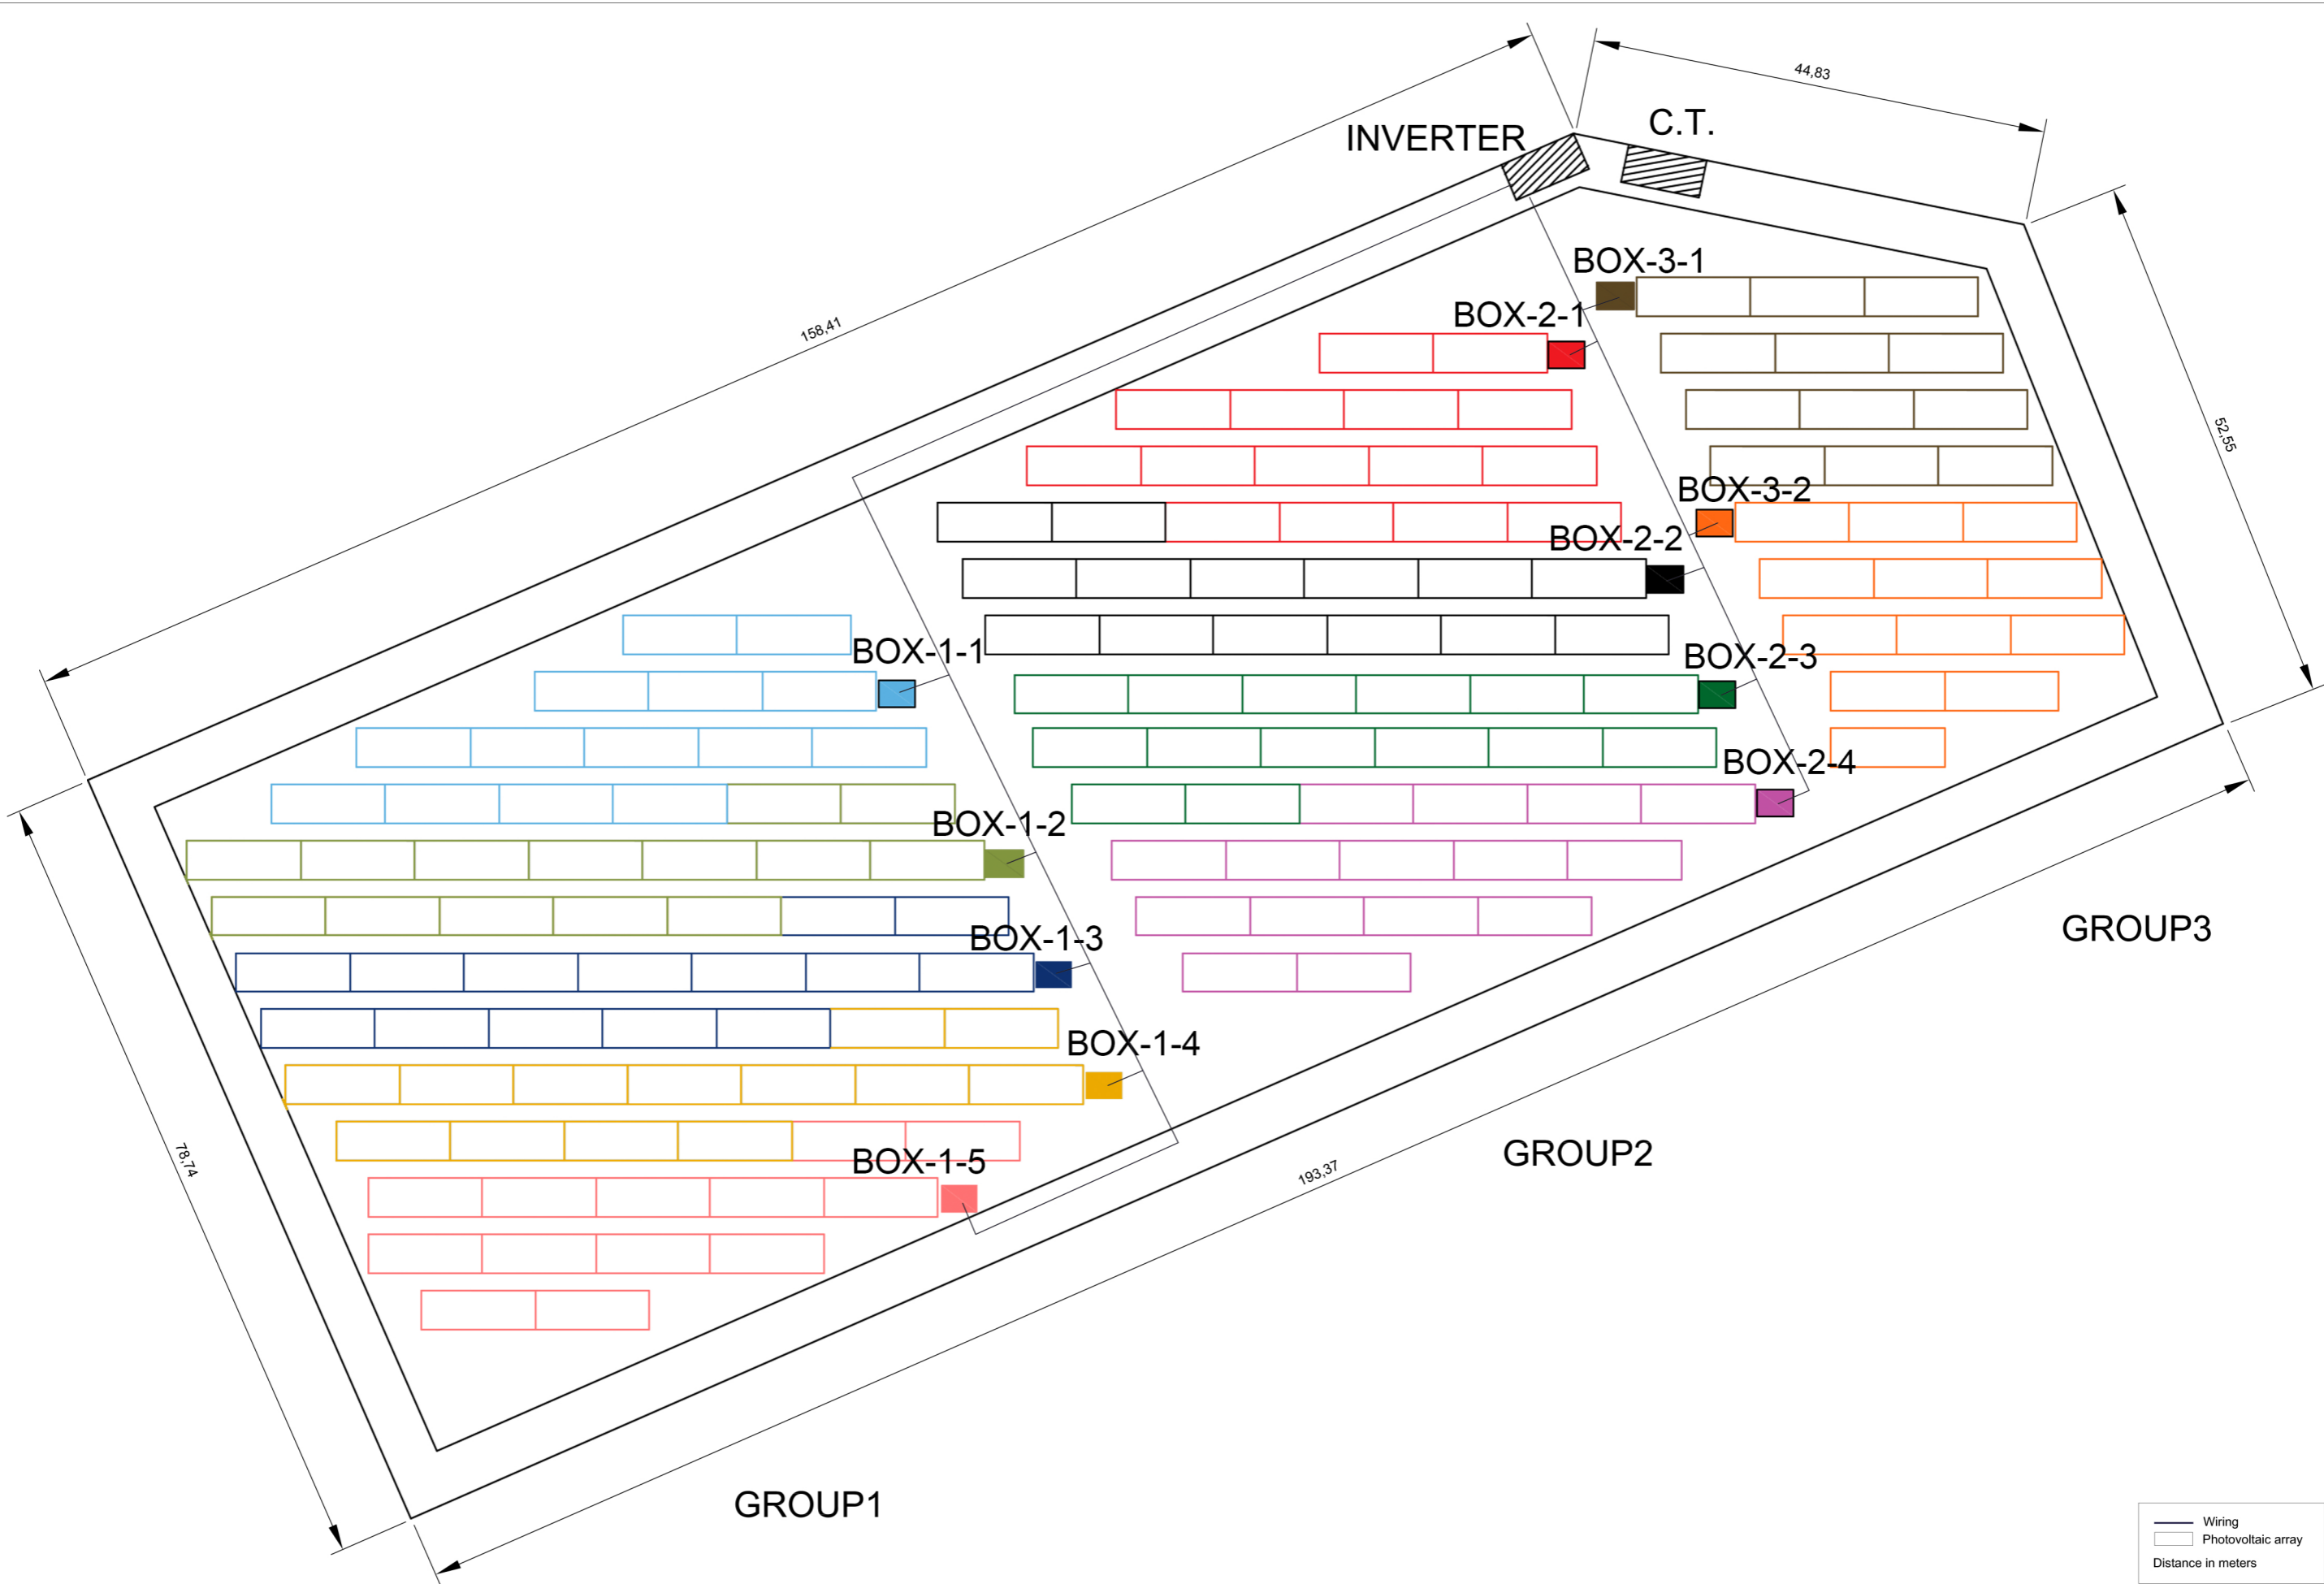 44,83
C.T.
INVERTER
BOX-3-1
BOX-2-1
158,41
52,55
BOX-3-2
BOX-2-2
BOX-1-1
BOX-2-3
BOX-2-4
BOX-1-2
GROUP3
BOX-1-3
BOX-1-4
GROUP2
78,74
BOX-1-5
193,37
GROUP1
Wiring
Photovoltaic array
Distance in meters